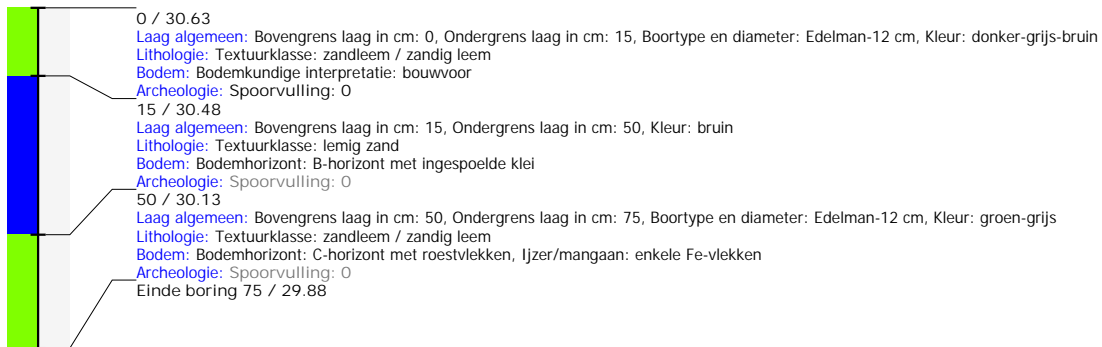 0 / 30.63
Laag algemeen: Bovengrens laag in cm: 0, Ondergrens laag in cm: 15, Boortype en diameter: Edelman-12 cm, Kleur: donker-grijs-bruin
Lithologie: Textuurklasse: zandleem / zandig leem
Bodem: Bodemkundige interpretatie: bouwvoor
Archeologie: Spoorvulling: 0
15 / 30.48
Laag algemeen: Bovengrens laag in cm: 15, Ondergrens laag in cm: 50, Kleur: bruin
Lithologie: Textuurklasse: lemig zand
Bodem: Bodemhorizont: B-horizont met ingespoelde klei
Archeologie: Spoorvulling: 0
50 / 30.13
Laag algemeen: Bovengrens laag in cm: 50, Ondergrens laag in cm: 75, Boortype en diameter: Edelman-12 cm, Kleur: groen-grijs
Lithologie: Textuurklasse: zandleem / zandig leem
Bodem: Bodemhorizont: C-horizont met roestvlekken, Ijzer/mangaan: enkele Fe-vlekken
Archeologie: Spoorvulling: 0
Einde boring 75 / 29.88